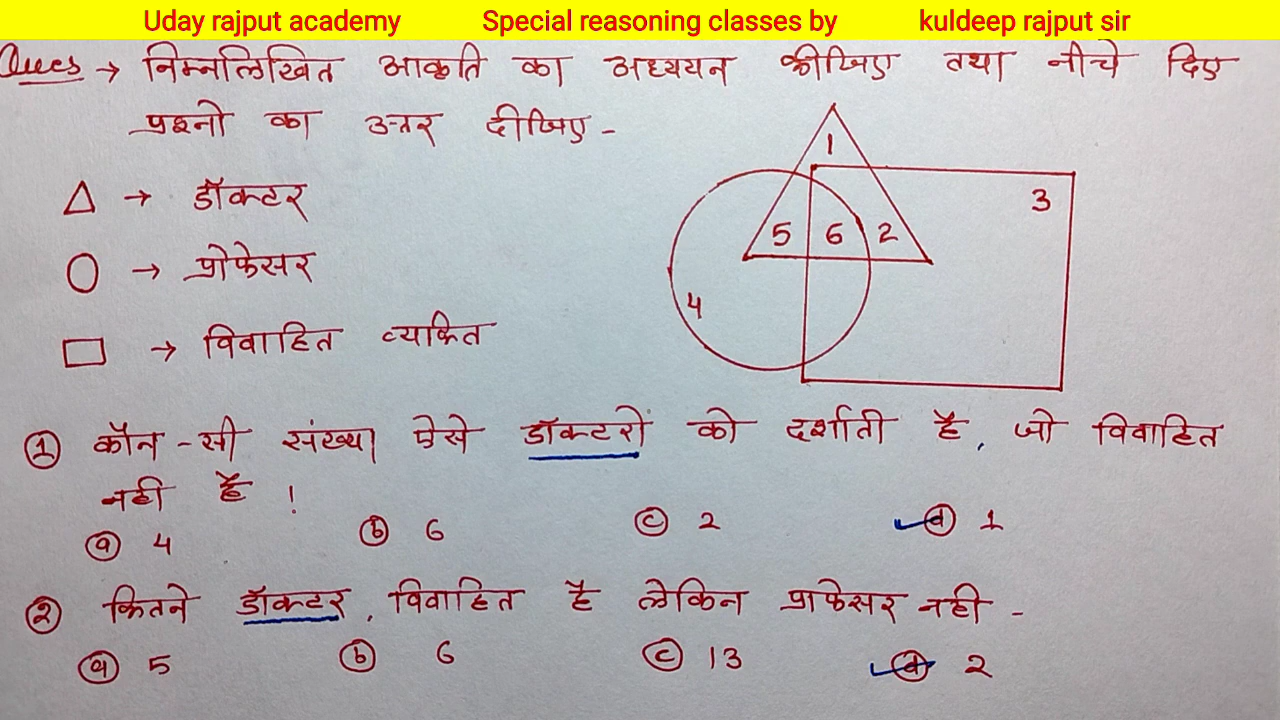 Uday rajput academy Special reasoning classes by kuldeep rajput sir
Ques → निम्नलिखित आकृति का अध्ययन कीजिए तथा नीचे दिए
प्रश्नो का उत्तर दीजिए -
△ → डॉक्टर
○ → प्रोफेसर
□ → विवाहित व्यक्ति
1
3
5 6 2
4
① कौन - सी संख्या ऐसे डॉक्टरो को दर्शाती है, जो विवाहित
नही है !
ⓐ 4 ⓑ 6 ⓒ 2 ⓓ 1
② कितने डॉक्टर, विवाहित है लेकिन प्राफेसर नही -
ⓐ 5 ⓑ 6 ⓒ 13 ⓓ 2